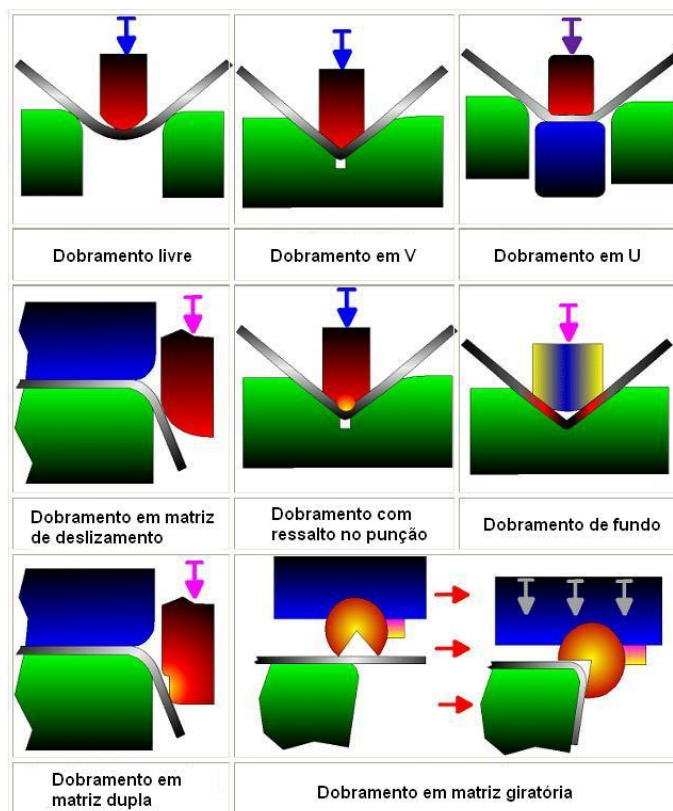 Dobramento livre
Dobramento em V
Dobramento em U
Dobramento em matriz
de deslizamento
Dobramento com
ressalto no punção
Dobramento de fundo
Dobramento em
matriz dupla
Dobramento em matriz giratória